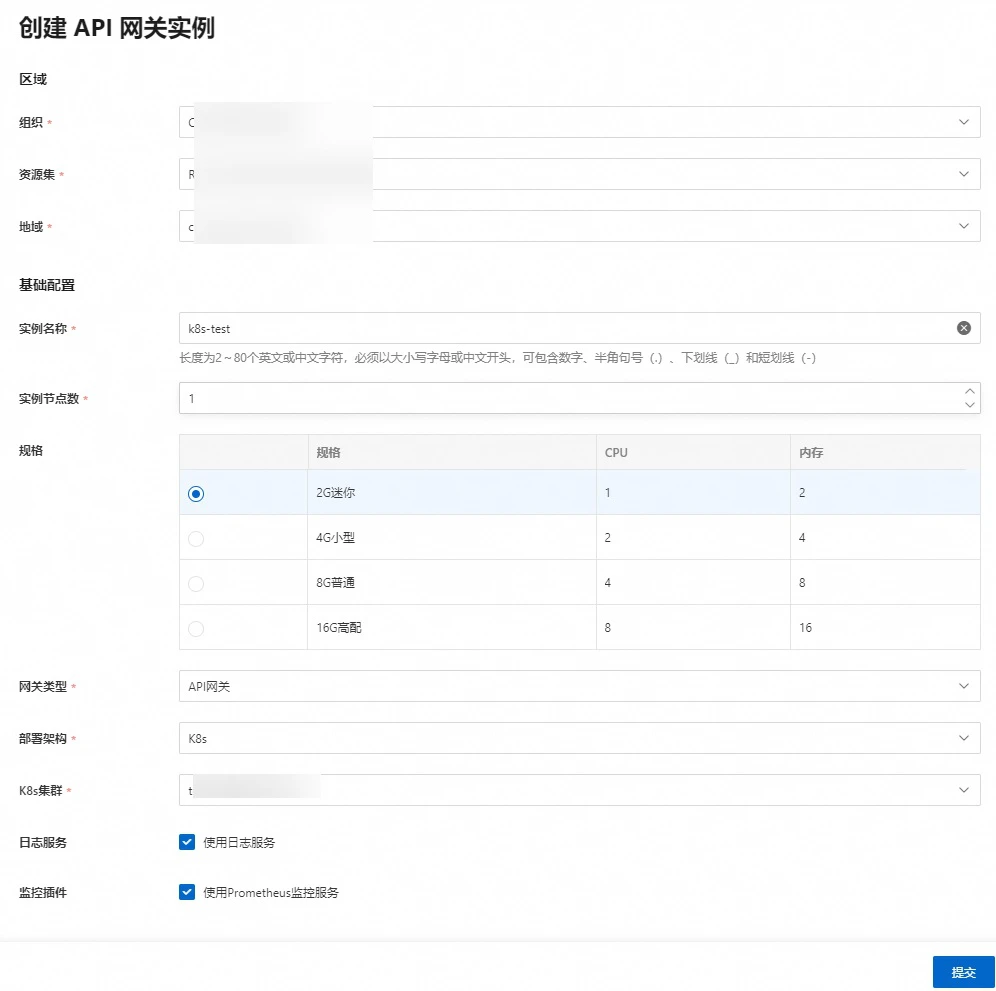 创建 API 网关实例
区域
组织 *
资源集 *
地域 *
基础配置
实例名称 * k8s-test
长度为2～80个英文或中文字符，必须以大小写字母或中文开头，可包含数字、半角句号（.）、下划线（_）和短划线（-）
实例节点数 * 1
规格 规格 CPU 内存
2G迷你 1 2
4G小型 2 4
8G普通 4 8
16G高配 8 16
网关类型 * API网关
部署架构 * K8s
K8s集群 * t
日志服务 使用日志服务
监控插件 使用Prometheus监控服务
提交